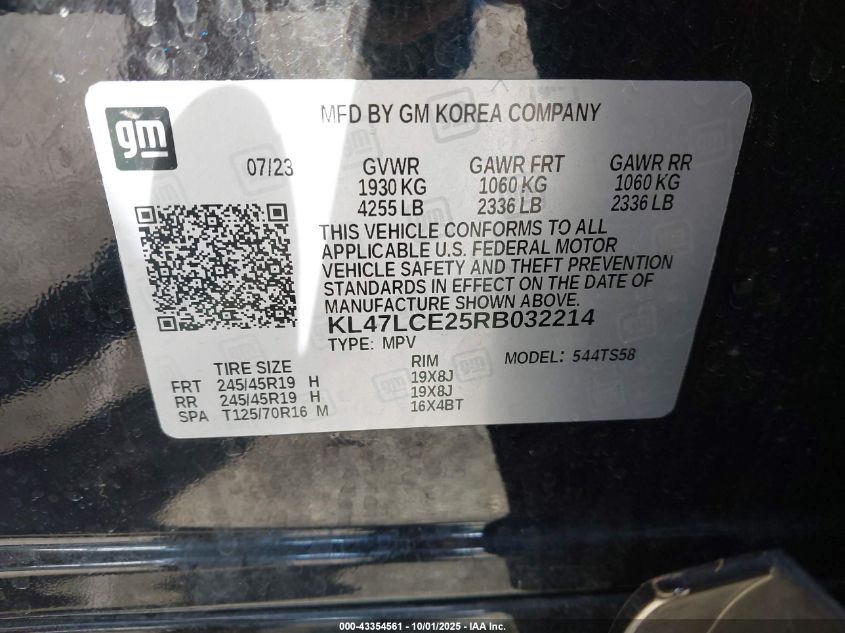 gm
MFD BY GM KOREA COMPANY
07/23
GVWR
1930 KG
4255 LB
GAWR FRT
1060 KG
2336 LB
GAWR RR
1060 KG
2336 LB
THIS VEHICLE CONFORMS TO ALL
APPLICABLE U.S. FEDERAL MOTOR
VEHICLE SAFETY AND THEFT PREVENTION
STANDARDS IN EFFECT ON THE DATE OF
MANUFACTURE SHOWN ABOVE.
KL47LCE25RB032214
TYPE: MPV
MODEL: 544TS58
TIRE SIZE RIM
FRT 245/45R19 H 19X8J
RR 245/45R19 H 19X8J
SPA T125/70R16 M 16X4BT
000-43354561 - 10/01/2025 - IAA Inc.